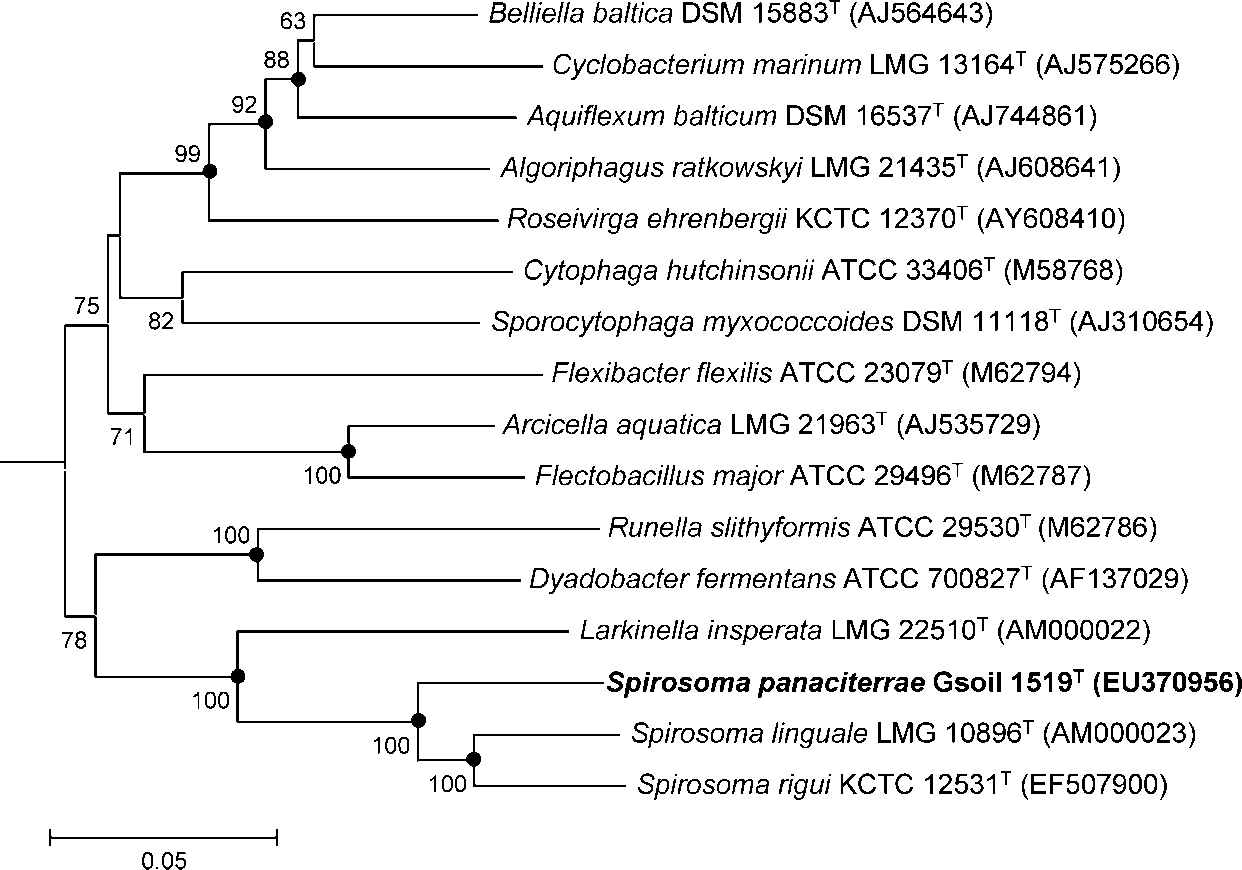 63
Belliella baltica DSM 15883T (AJ564643)
88
Cyclobacterium marinum LMG 13164T (AJ575266)
92
Aquiflexum balticum DSM 16537T (AJ744861)
99
Algoriphagus ratkowskyi LMG 21435T (AJ608641)
Roseivirga ehrenbergii KCTC 12370T (AY608410)
Cytophaga hutchinsonii ATCC 33406T (M58768)
75
82
Sporocytophaga myxococcoides DSM 11118T (AJ310654)
Flexibacter flexilis ATCC 23079T (M62794)
71
Arcicella aquatica LMG 21963T (AJ535729)
100
Flectobacillus major ATCC 29496T (M62787)
100
Runella slithyformis ATCC 29530T (M62786)
Dyadobacter fermentans ATCC 700827T (AF137029)
78
Larkinella insperata LMG 22510T (AM000022)
100
Spirosoma panaciterrae Gsoil 1519T (EU370956)
100
Spirosoma linguale LMG 10896T (AM000023)
100
Spirosoma rigui KCTC 12531T (EF507900)
0.05